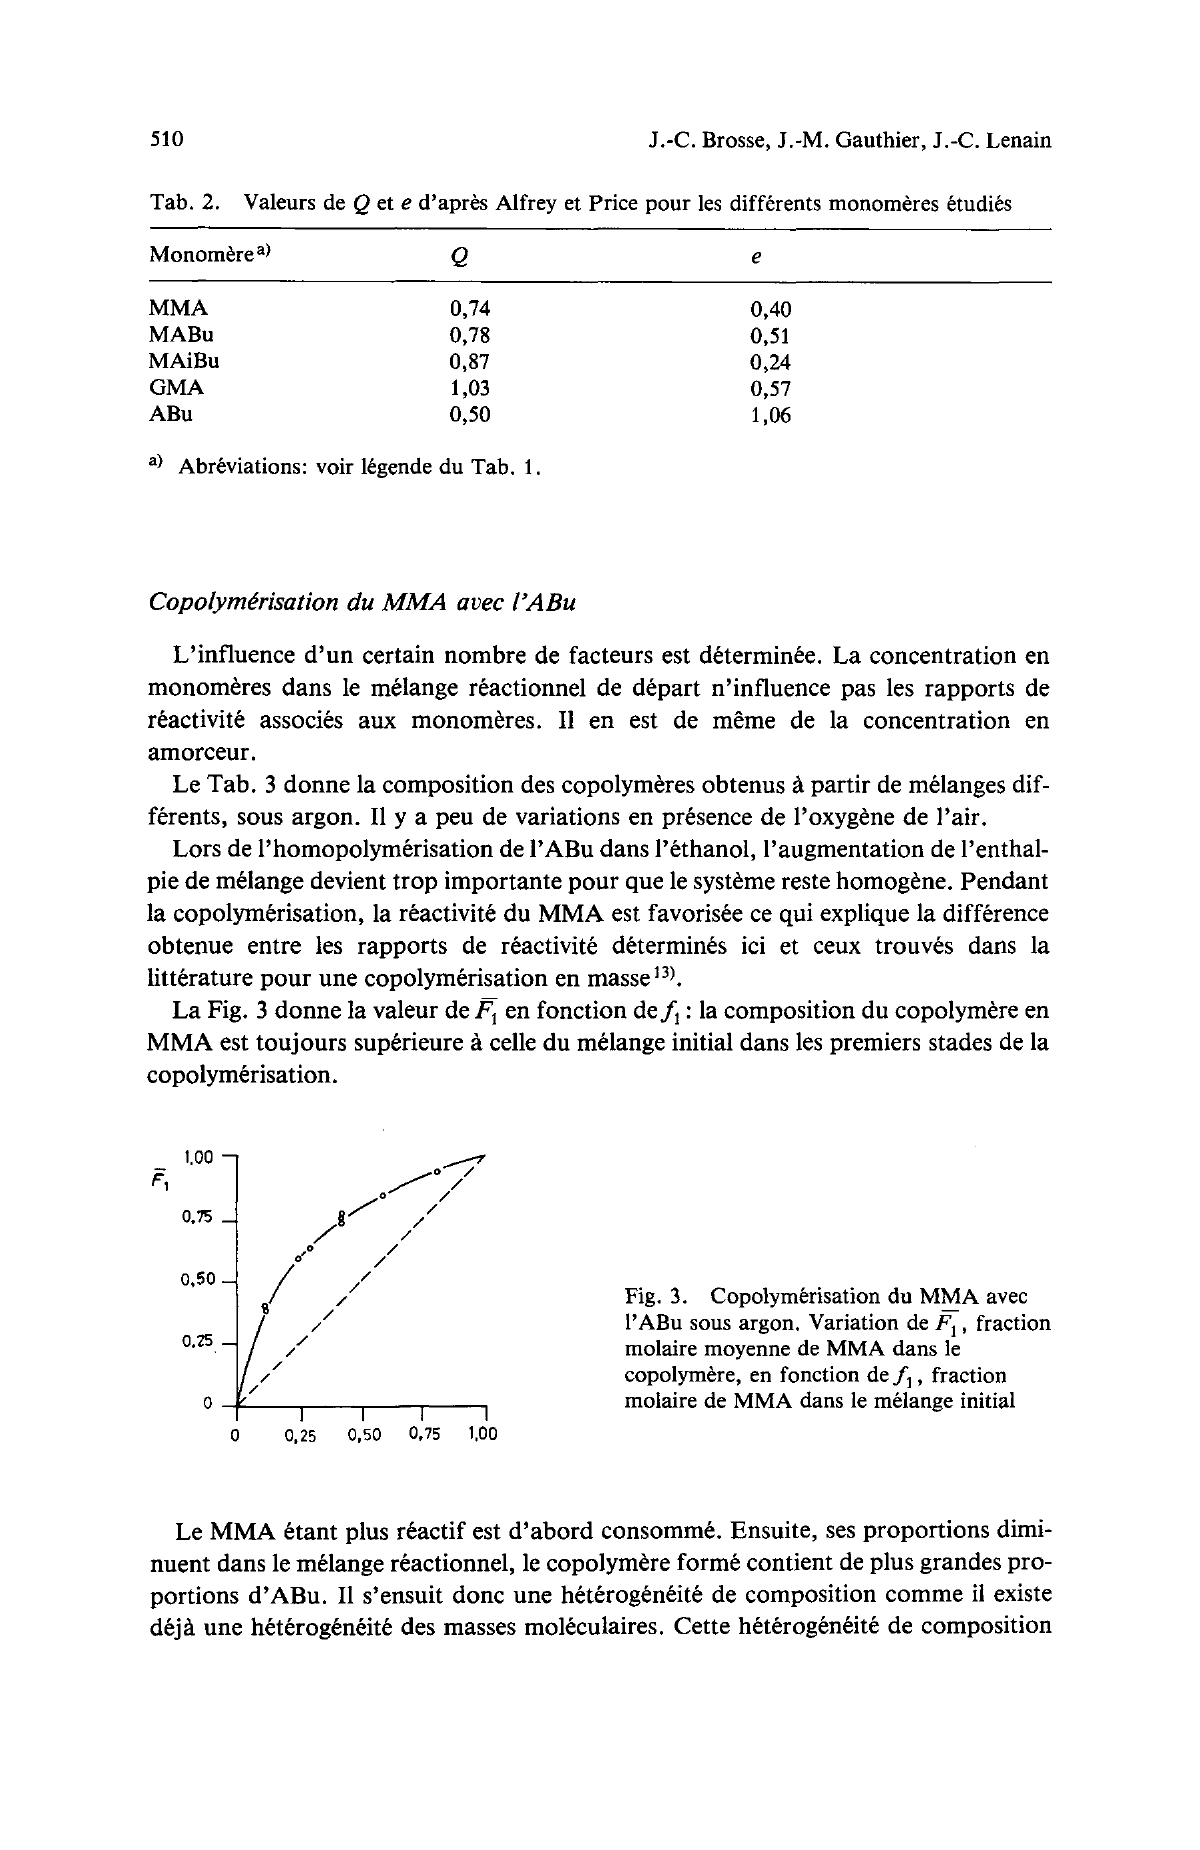 510 J.-C. Brosse, J.-M. Gauthier, J.-C. Lenain
Tab. 2. Valeurs de Q et e d'après Alfrey et Price pour les différents monomères étudiés
Monomère a) Q e
MMA 0,74 0,40
MABu 0,78 0,51
MAiBu 0,87 0,24
GMA 1,03 0,57
ABu 0,50 1,06
a) Abréviations: voir légende du Tab. 1.
Copolymérisation du MMA avec l'ABu
L'influence d'un certain nombre de facteurs est déterminée. La concentration en
monomères dans le mélange réactionnel de départ n'influence pas les rapports de
réactivité associés aux monomères. Il en est de même de la concentration en
amorceur.
Le Tab. 3 donne la composition des copolymères obtenus à partir de mélanges dif-
férents, sous argon. Il y a peu de variations en présence de l'oxygène de l'air.
Lors de l'homopolymérisation de l'ABu dans l'éthanol, l'augmentation de l'enthal-
pie de mélange devient trop importante pour que le système reste homogène. Pendant
la copolymérisation, la réactivité du MMA est favorisée ce qui explique la différence
obtenue entre les rapports de réactivité déterminés ici et ceux trouvés dans la
littérature pour une copolymérisation en masse 13).
La Fig. 3 donne la valeur de F̅₁ en fonction de f₁ : la composition du copolymère en
MMA est toujours supérieure à celle du mélange initial dans les premiers stades de la
copolymérisation.
1,00
F̅₁
0,75
0,50
0,25
0
0 0,25 0,50 0,75 1,00
Fig. 3. Copolymérisation du MMA avec
l'ABu sous argon. Variation de F̅₁, fraction
molaire moyenne de MMA dans le
copolymère, en fonction de f₁, fraction
molaire de MMA dans le mélange initial
Le MMA étant plus réactif est d'abord consommé. Ensuite, ses proportions dimi-
nuent dans le mélange réactionnel, le copolymère formé contient de plus grandes pro-
portions d'ABu. Il s'ensuit donc une hétérogénéité de composition comme il existe
déjà une hétérogénéité des masses moléculaires. Cette hétérogénéité de composition